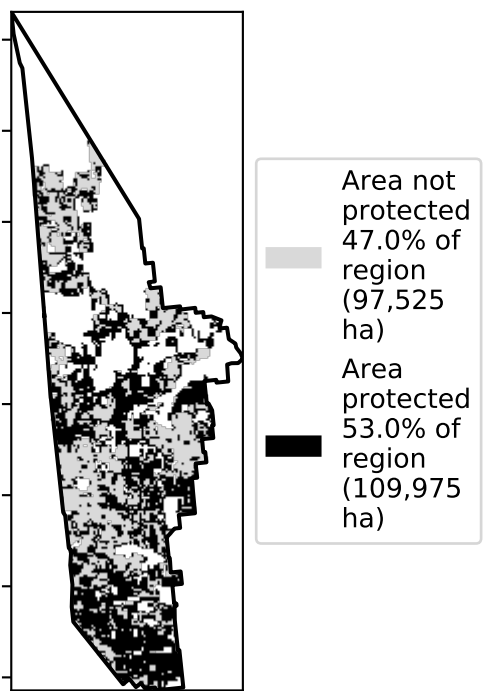 Area not
protected
47.0% of
region
(97,525
ha)
Area
protected
53.0% of
region
(109,975
ha)